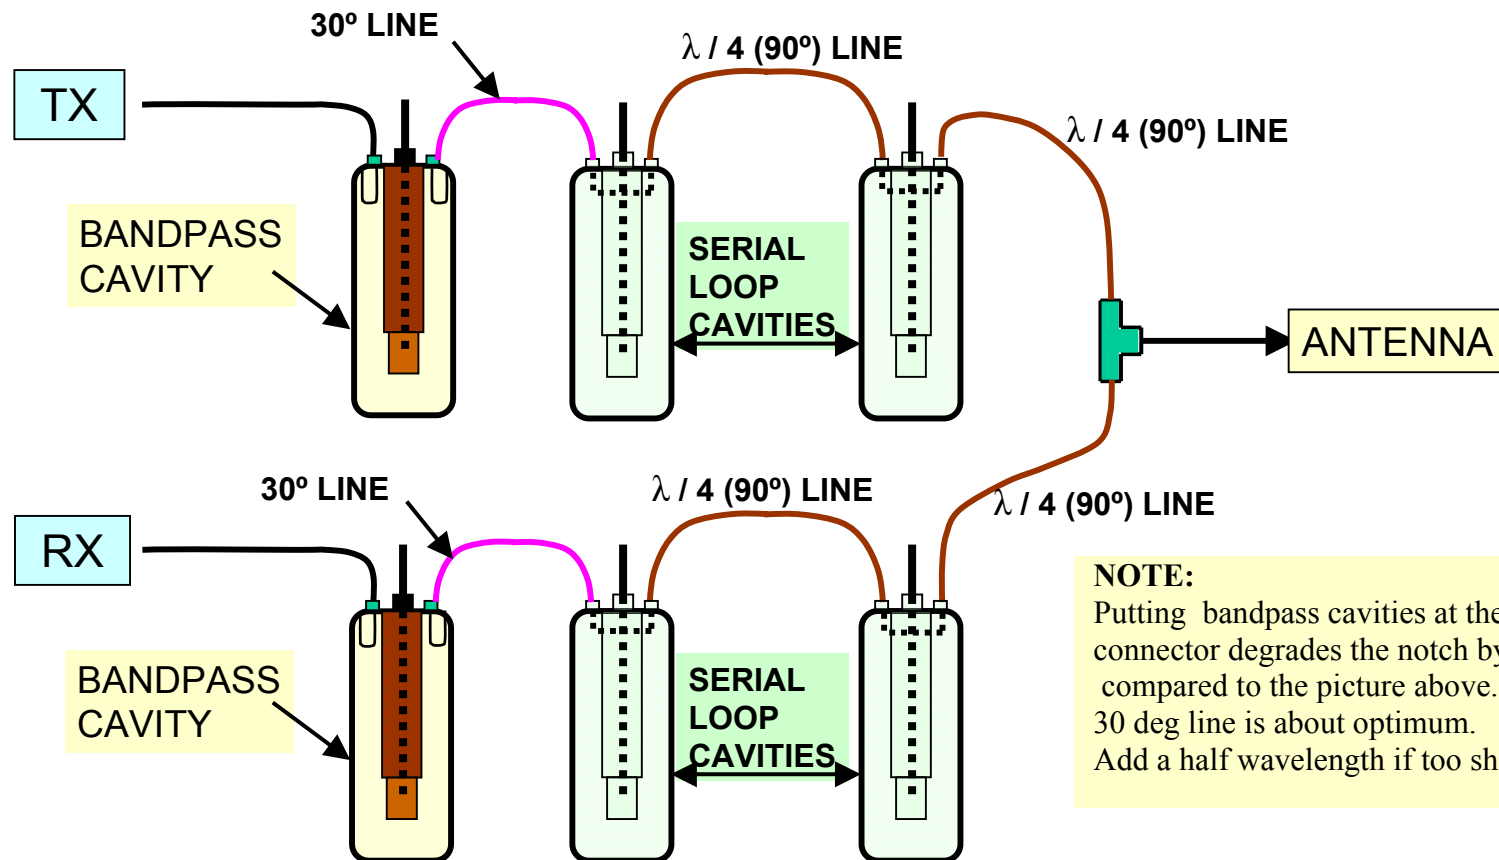 30º LINE
λ / 4 (90º) LINE
TX
λ / 4 (90º) LINE
BANDPASS
CAVITY
SERIAL
LOOP
CAVITIES
ANTENNA
30º LINE
λ / 4 (90º) LINE
λ / 4 (90º) LINE
RX
BANDPASS
CAVITY
SERIAL
LOOP
CAVITIES
NOTE:
Putting bandpass cavities at the
connector degrades the notch by
compared to the picture above.
30 deg line is about optimum.
Add a half wavelength if too